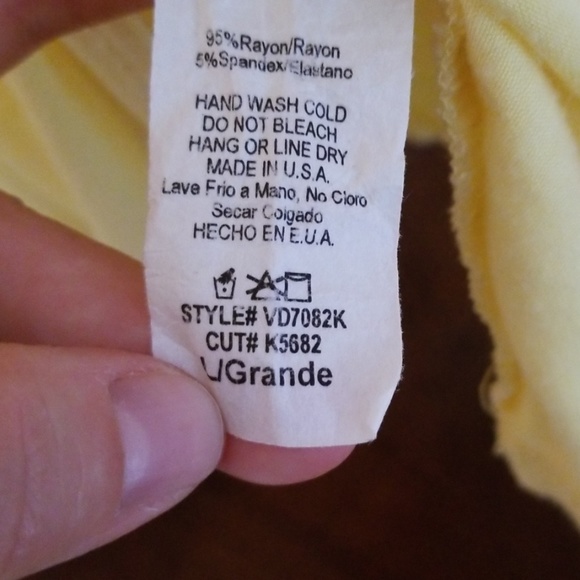 95%Rayon/Rayon
5%Spandex/Elastano
HAND WASH COLD
DO NOT BLEACH
HANG OR LINE DRY
MADE IN U.S.A.
Lave Frio a Mano, No Cloro
Secar Colgado
HECHO EN E.U.A.
STYLE# VD7082K
CUT# K5682
L/Grande